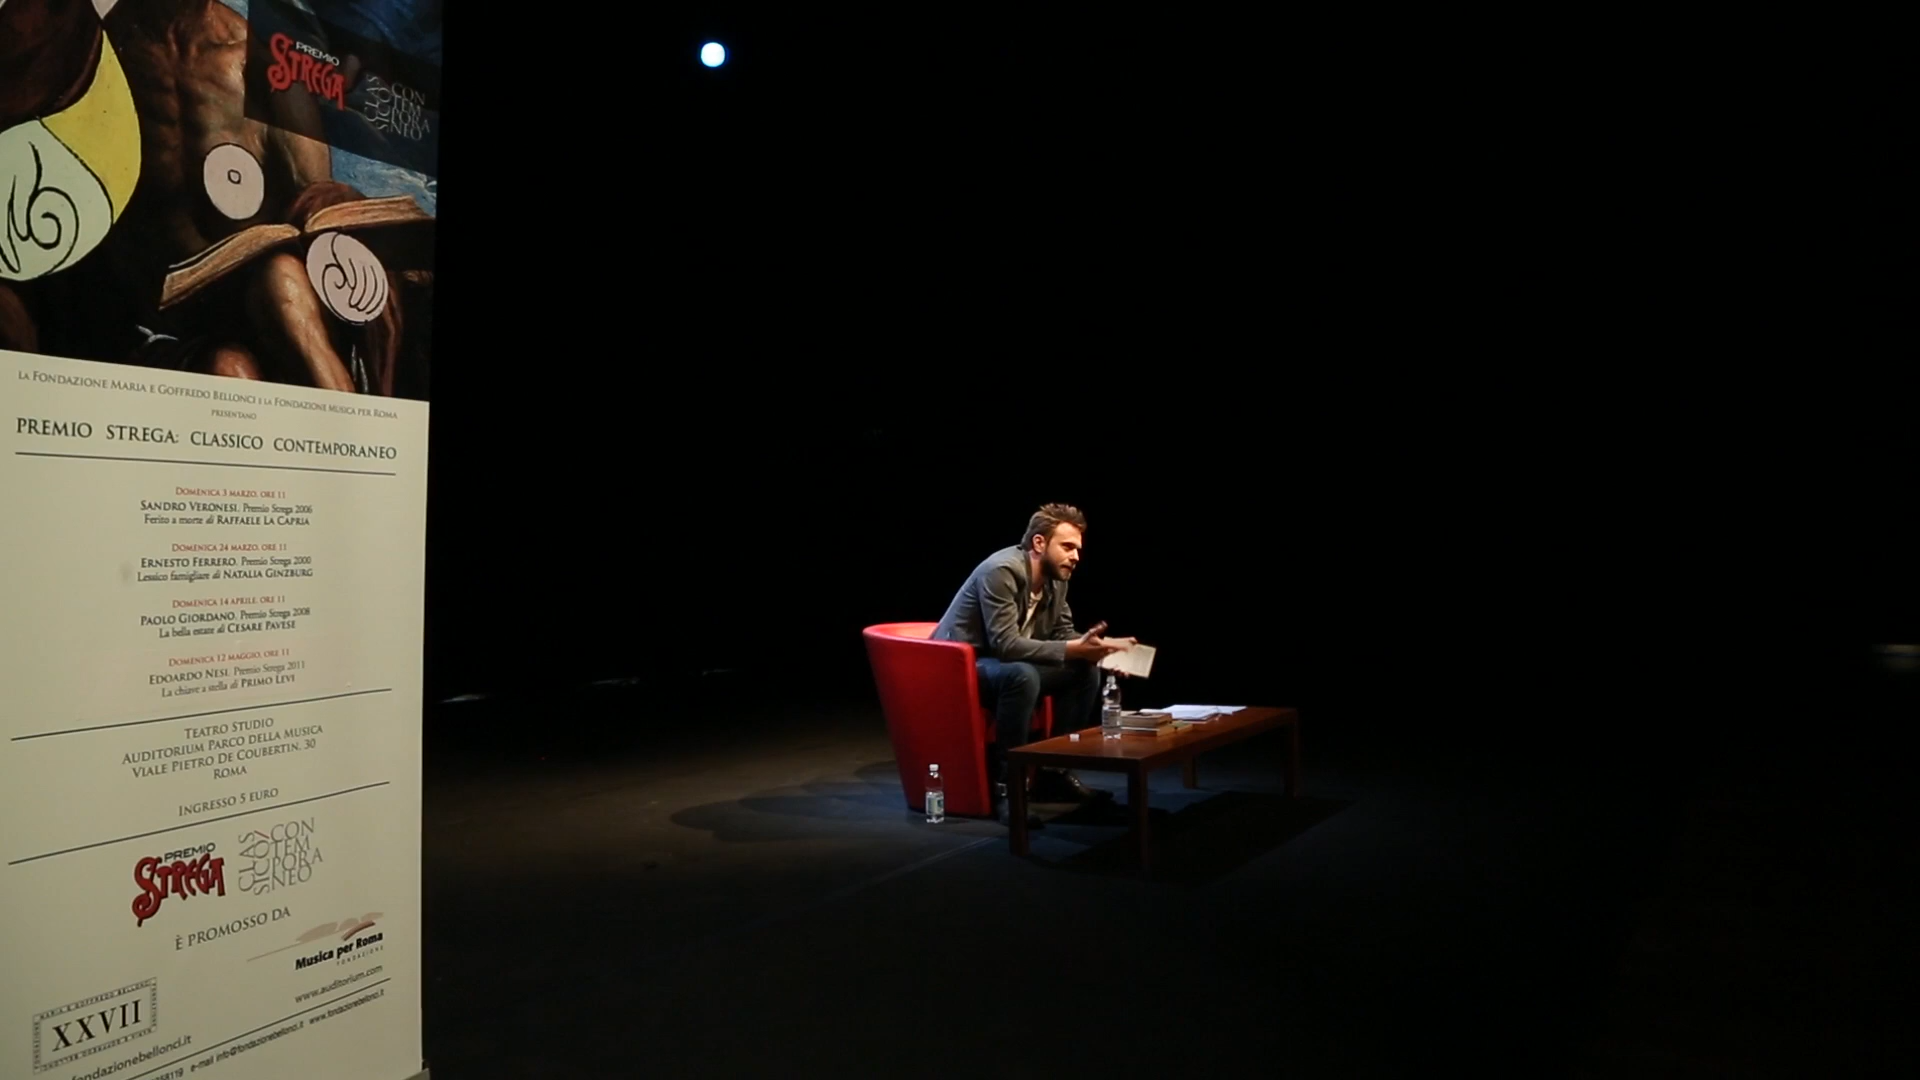 PREMIO
STREGA
CLAS
SICO,
CON
TEM
PORA
NEO
LA FONDAZIONE MARIA E GOFFREDO BELLONCI E LA FONDAZIONE MUSICA PER ROMA
PRESENTANO
PREMIO STREGA: CLASSICO CONTEMPORANEO
DOMENICA 3 MARZO, ORE 11
SANDRO VERONESI, Premio Strega 2006
Ferito a morte di RAFFAELE LA CAPRIA
DOMENICA 24 MARZO, ORE 11
ERNESTO FERRERO, Premio Strega 2000
Lessico famigliare di NATALIA GINZBURG
DOMENICA 14 APRILE, ORE 11
PAOLO GIORDANO, Premio Strega 2008
La bella estate di CESARE PAVESE
DOMENICA 12 MAGGIO, ORE 11
EDOARDO NESI, Premio Strega 2011
La chiave a stella di PRIMO LEVI
TEATRO STUDIO
AUDITORIUM PARCO DELLA MUSICA
VIALE PIETRO DE COUBERTIN, 30
ROMA
INGRESSO 5 EURO
PREMIO
STREGA
CLAS
SICO,
CON
TEM
PORA
NEO
È PROMOSSO DA
Musica per Roma
FONDAZIONE
www.auditorium.com
MARIA E GOFFREDO BELLONCI
XXVII
fondazionebellonci.it
e-mail info@fondazionebellonci.it www.fondazionebellonci.it